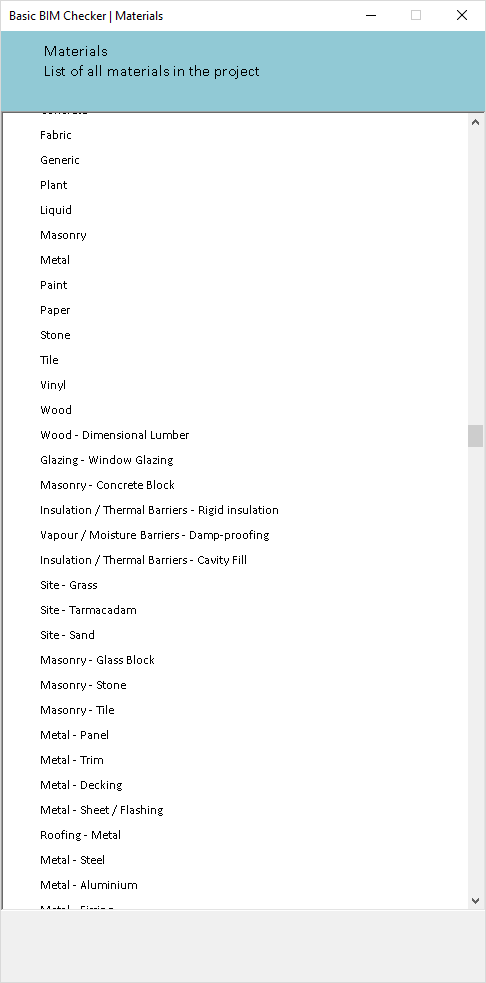 Basic BIM Checker | Materials
Materials
List of all materials in the project
Fabric
Generic
Plant
Liquid
Masonry
Metal
Paint
Paper
Stone
Tile
Vinyl
Wood
Wood - Dimensional Lumber
Glazing - Window Glazing
Masonry - Concrete Block
Insulation / Thermal Barriers - Rigid insulation
Vapour / Moisture Barriers - Damp-proofing
Insulation / Thermal Barriers - Cavity Fill
Site - Grass
Site - Tarmacadam
Site - Sand
Masonry - Glass Block
Masonry - Stone
Masonry - Tile
Metal - Panel
Metal - Trim
Metal - Decking
Metal - Sheet / Flashing
Roofing - Metal
Metal - Steel
Metal - Aluminium